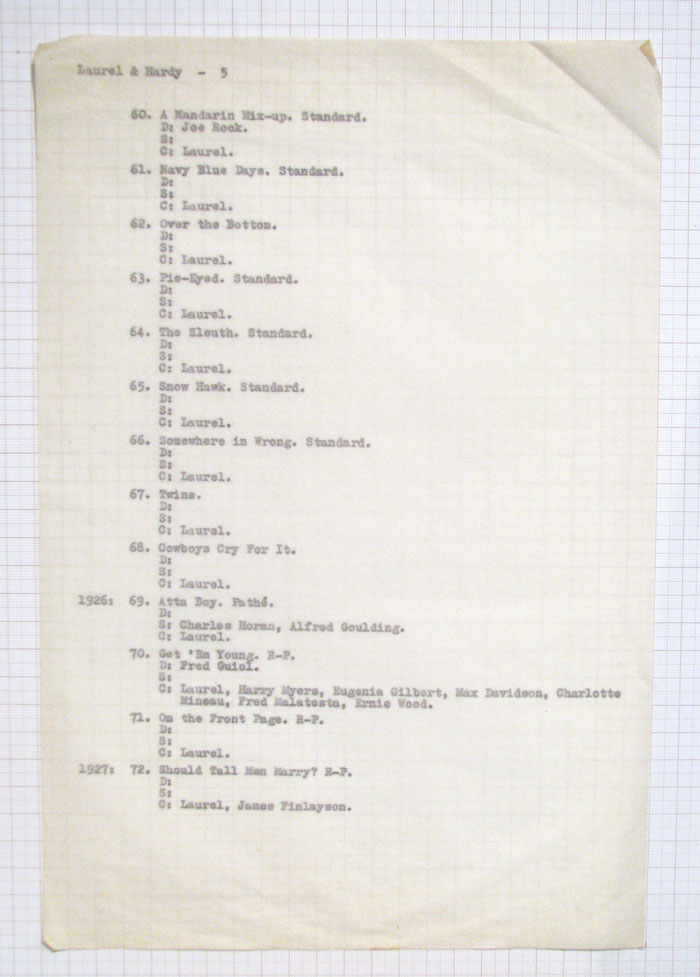 Laurel & Hardy - 5
60. A Mandarin Mix-up. Standard.
D: Joe Rock.
S:
C: Laurel.
61. Navy Blue Days. Standard.
D:
S:
C: Laurel.
62. Over the Bottom.
D:
S:
C: Laurel.
63. Pie-Eyed. Standard.
D:
S:
C: Laurel.
64. The Sleuth. Standard.
D:
S:
C: Laurel.
65. Snow Hawk. Standard.
D:
S:
C: Laurel.
66. Somewhere in Wrong. Standard.
D:
S:
C: Laurel.
67. Twins.
D:
S:
C: Laurel.
68. Cowboys Cry For It.
D:
S:
C: Laurel.
1926: 69. Atta Boy. Pathé.
D:
S: Charles Horan, Alfred Goulding.
C: Laurel.
70. Get 'Em Young. R-P.
D: Fred Guiol.
S:
C: Laurel, Harry Myers, Eugenia Gilbert, Max Davidson, Charlotte
Mineau, Fred Malatesta, Ernie Wood.
71. On the Front Page. R-P.
D:
S:
C: Laurel.
1927: 72. Should Tall Men Marry? R-P.
D:
S:
C: Laurel, James Finlayson.